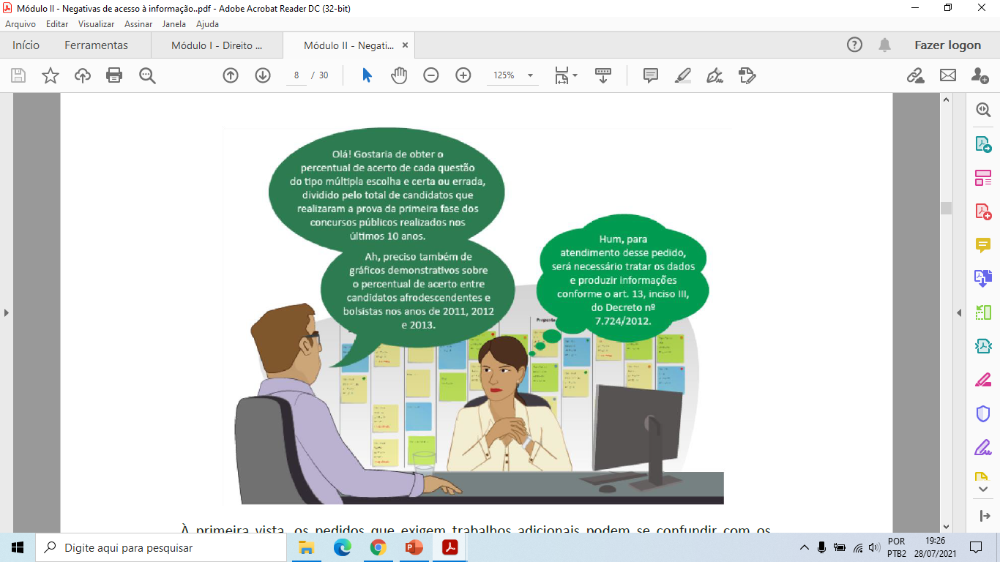 Módulo II - Negativas de acesso à informação..pdf - Adobe Acrobat Reader DC (32-bit)
Arquivo Editar Visualizar Assinar Janela Ajuda
Início Ferramentas Módulo I - Direito ... Módulo II - Negati... × Fazer logon
8 / 30 125%
Olá! Gostaria de obter o
percentual de acerto de cada questão
do tipo múltipla escolha e certa ou errada,
dividido pelo total de candidatos que
realizaram a prova da primeira fase dos
concursos públicos realizados nos
últimos 10 anos.
Ah, preciso também de
gráficos demonstrativos sobre
o percentual de acerto entre
candidatos afrodescendentes e
bolsistas nos anos de 2011, 2012
e 2013.
Hum, para
atendimento desse pedido,
será necessário tratar os dados
e produzir informações
conforme o art. 13, inciso III,
do Decreto nº
7.724/2012.
À primeira vista, os pedidos que exigem trabalhos adicionais podem se confundir com os
Digite aqui para pesquisar
POR
PTB2
19:26
28/07/2021